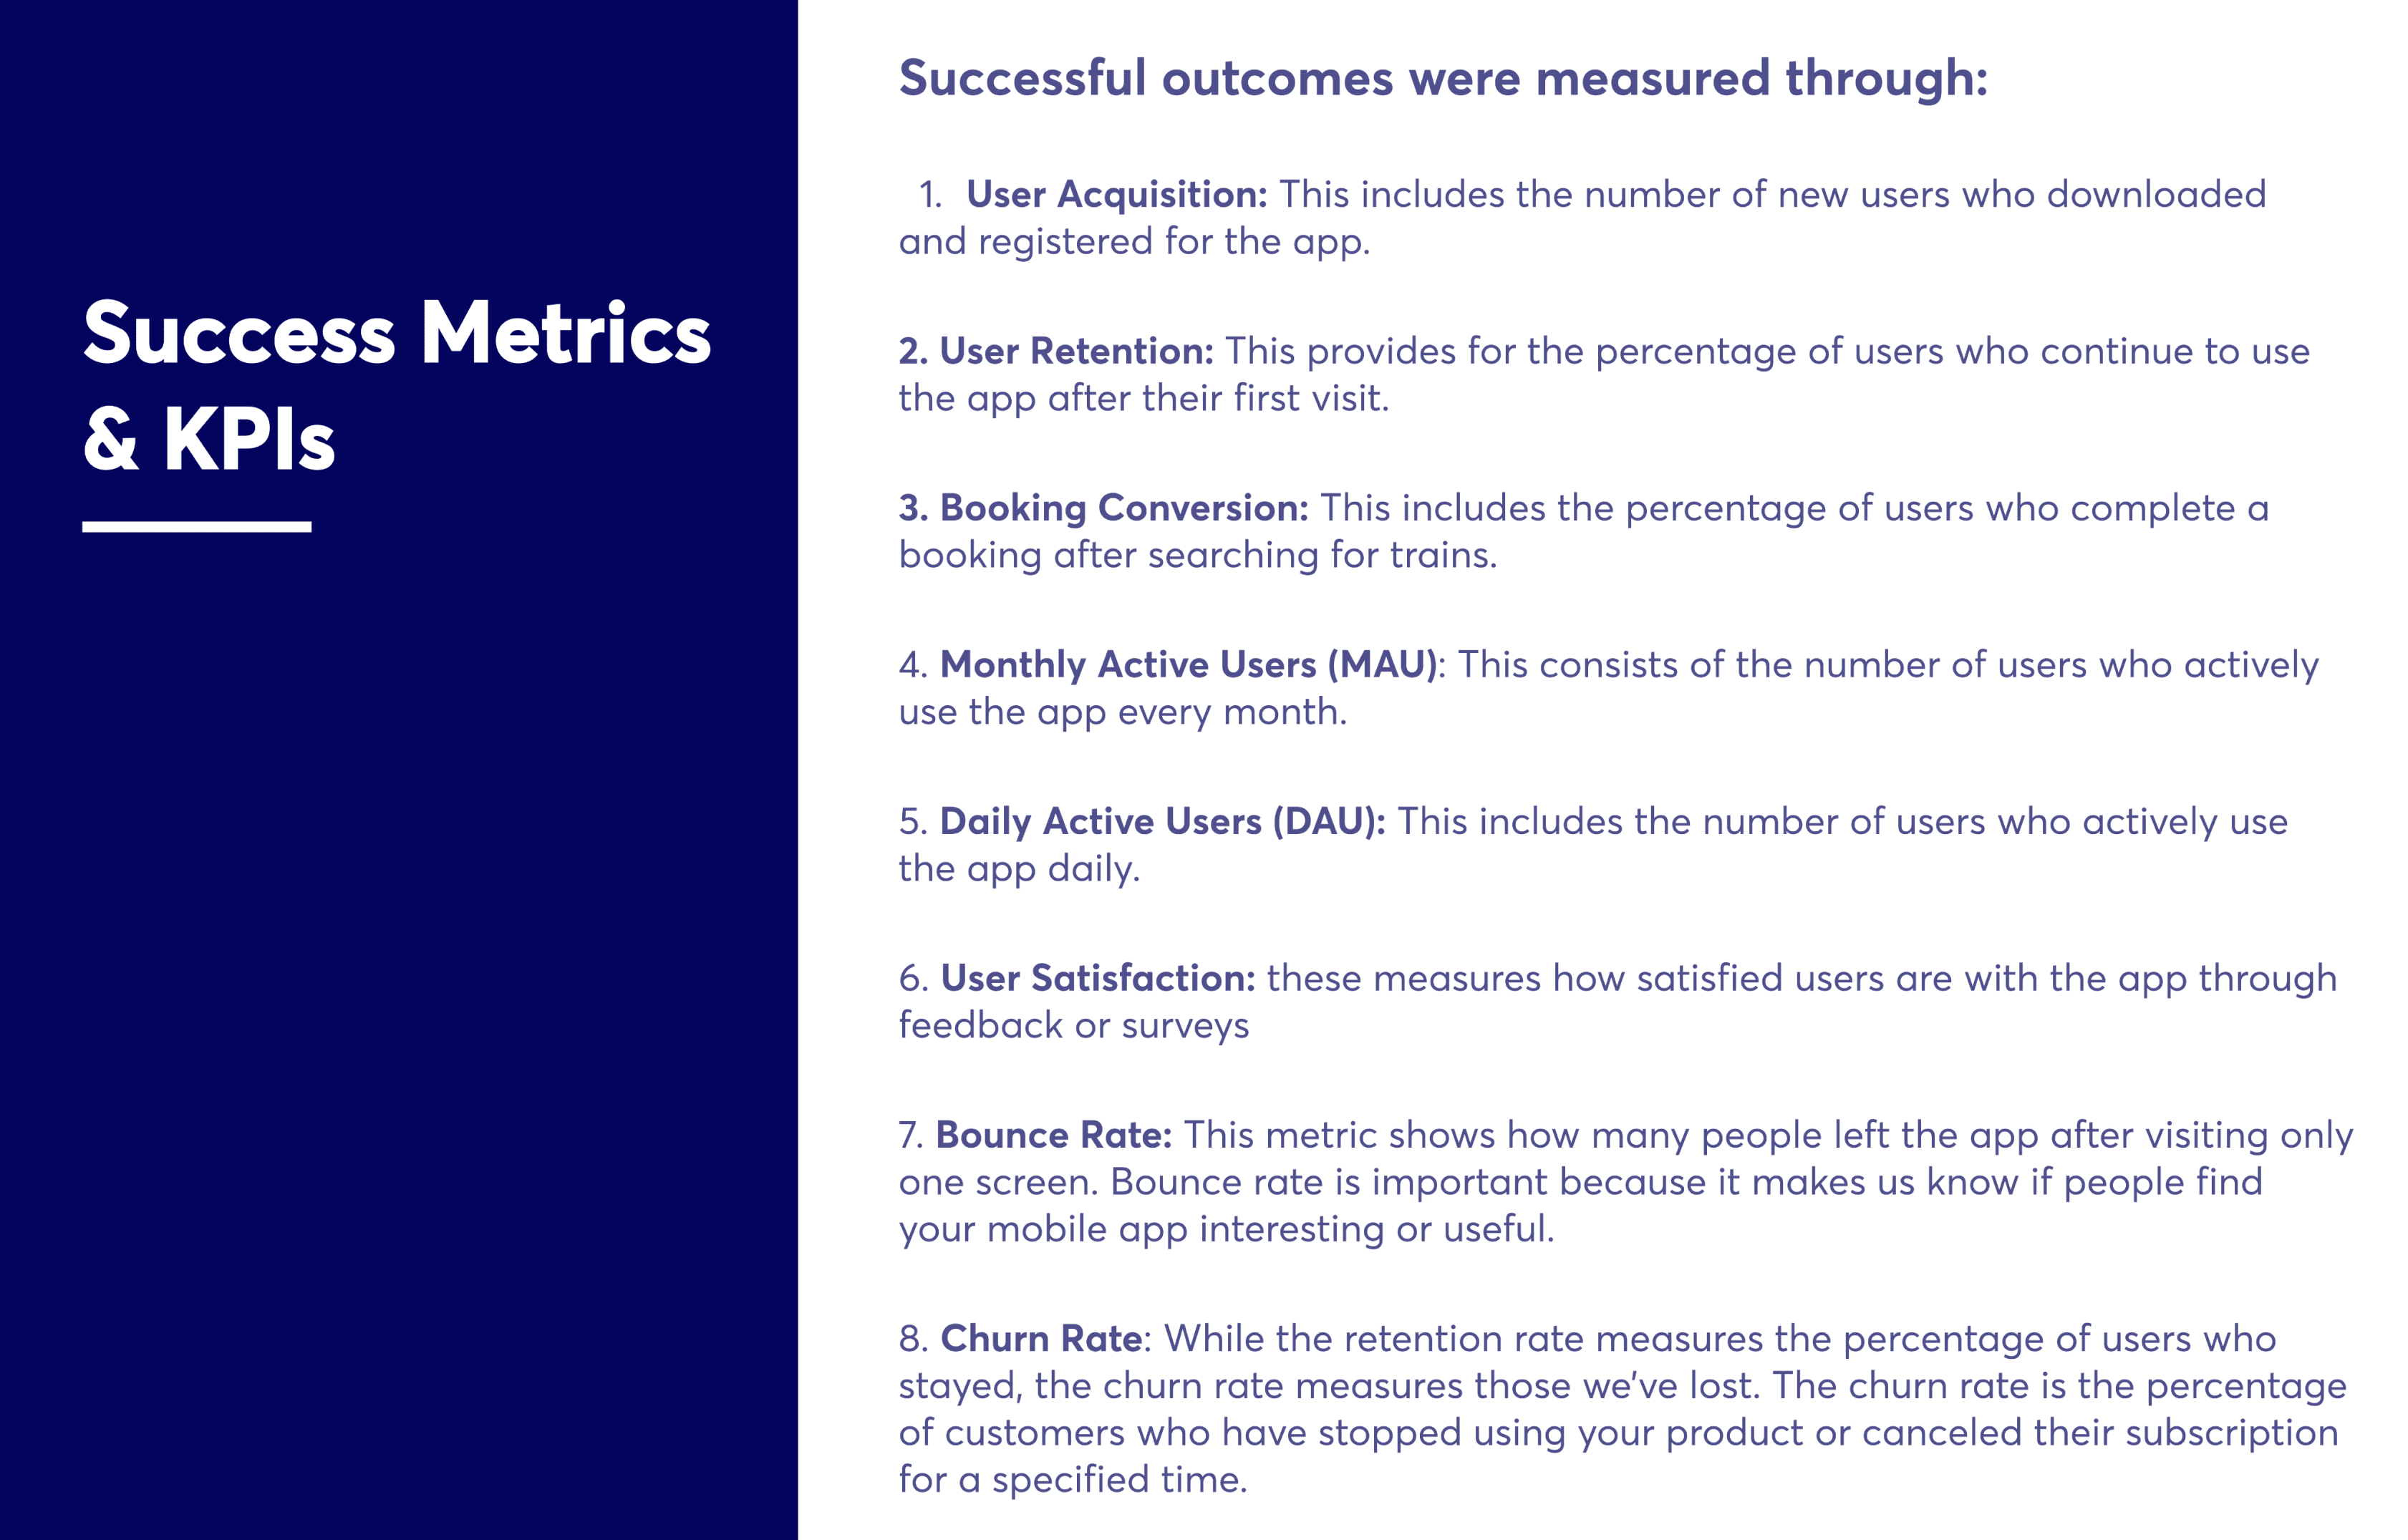 Success Metrics
& KPIs
Successful outcomes were measured through:
1. User Acquisition: This includes the number of new users who downloaded
and registered for the app.
2. User Retention: This provides for the percentage of users who continue to use
the app after their first visit.
3. Booking Conversion: This includes the percentage of users who complete a
booking after searching for trains.
4. Monthly Active Users (MAU): This consists of the number of users who actively
use the app every month.
5. Daily Active Users (DAU): This includes the number of users who actively use
the app daily.
6. User Satisfaction: these measures how satisfied users are with the app through
feedback or surveys
7. Bounce Rate: This metric shows how many people left the app after visiting only
one screen. Bounce rate is important because it makes us know if people find
your mobile app interesting or useful.
8. Churn Rate: While the retention rate measures the percentage of users who
stayed, the churn rate measures those we've lost. The churn rate is the percentage
of customers who have stopped using your product or canceled their subscription
for a specified time.